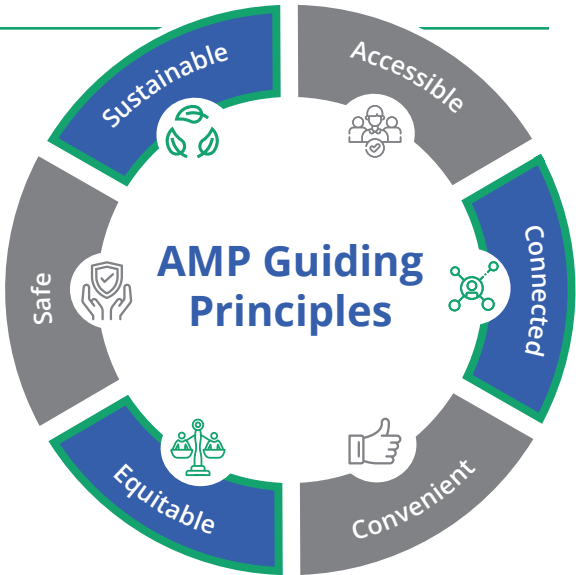 AMP Guiding
Principles
Accessible
Connected
Convenient
Equitable
Safe
Sustainable